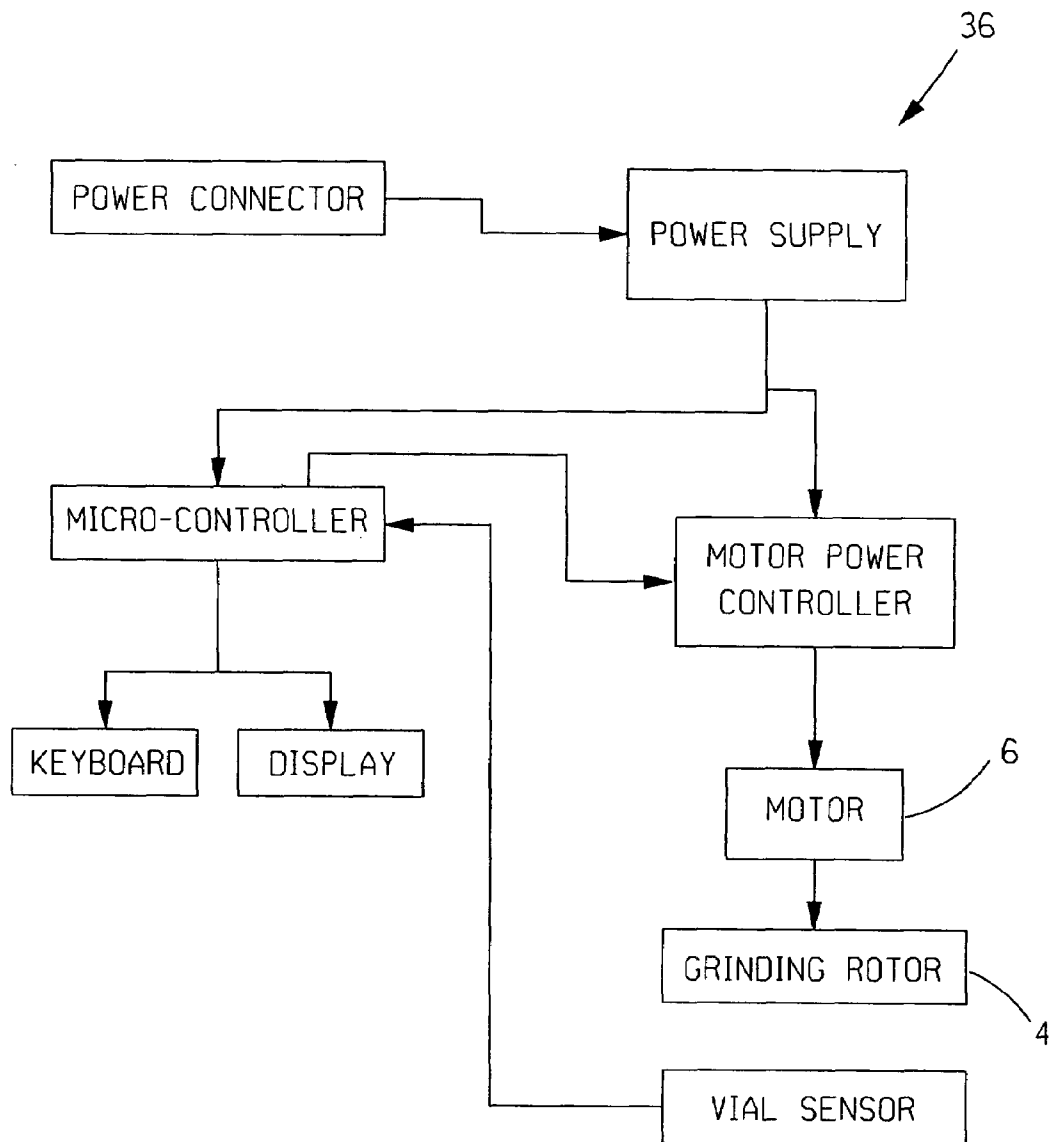 36
POWER CONNECTOR
POWER SUPPLY
MICRO-CONTROLLER
MOTOR POWER
CONTROLLER
KEYBOARD
DISPLAY
MOTOR
6
GRINDING ROTOR
4
VIAL SENSOR